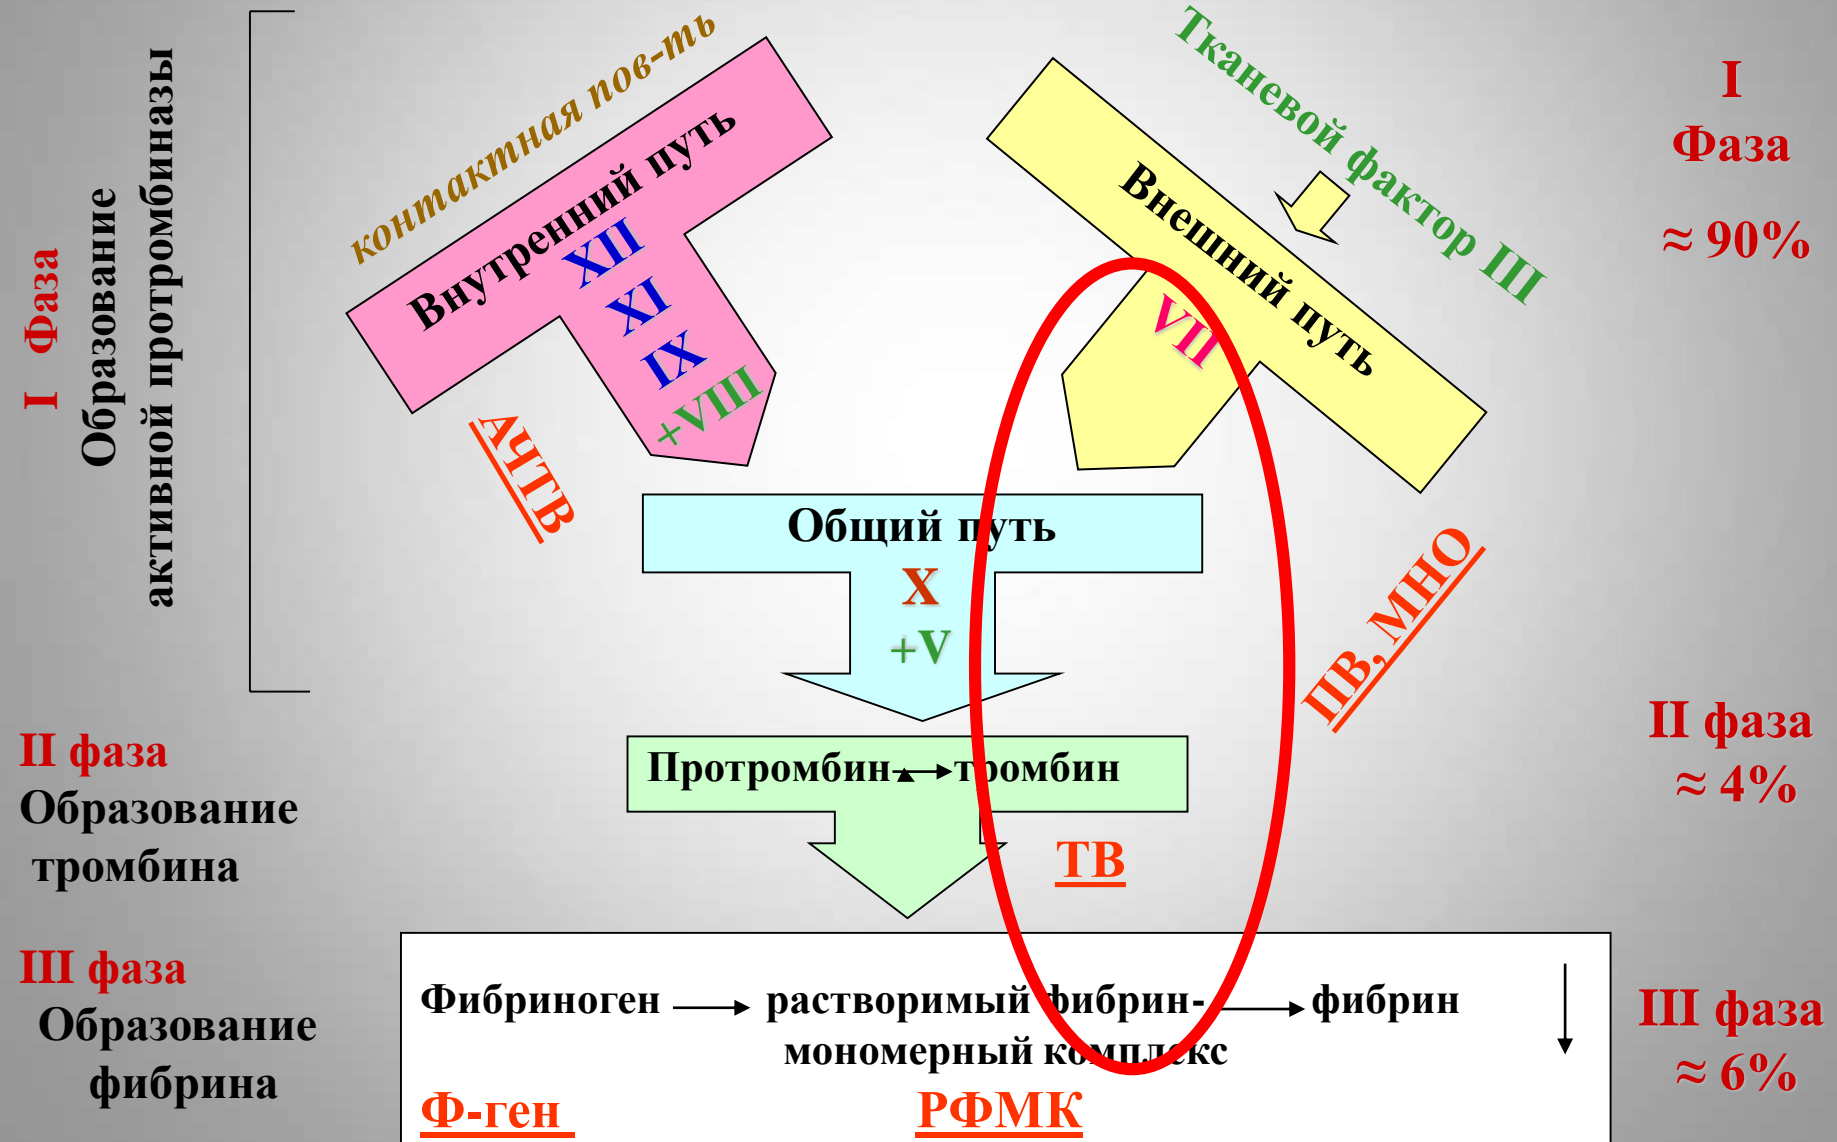 I Фаза
Образование
активной протромбиназы
контактная пов-ть
Внутренний путь
XII
XI
IX
+VIII
АЧТВ
Тканевой фактор III
Внешний путь
VII
ПВ, МНО
I
Фаза
≈ 90%
Общий путь
X
+V
II фаза
Образование
тромбина
Протромбин
тромбин
ТВ
II фаза
≈ 4%
III фаза
Образование
фибрина
Фибриноген
растворимый фибрин-
мономерный комплекс
фибрин
Ф-ген
РФМК
III фаза
≈ 6%